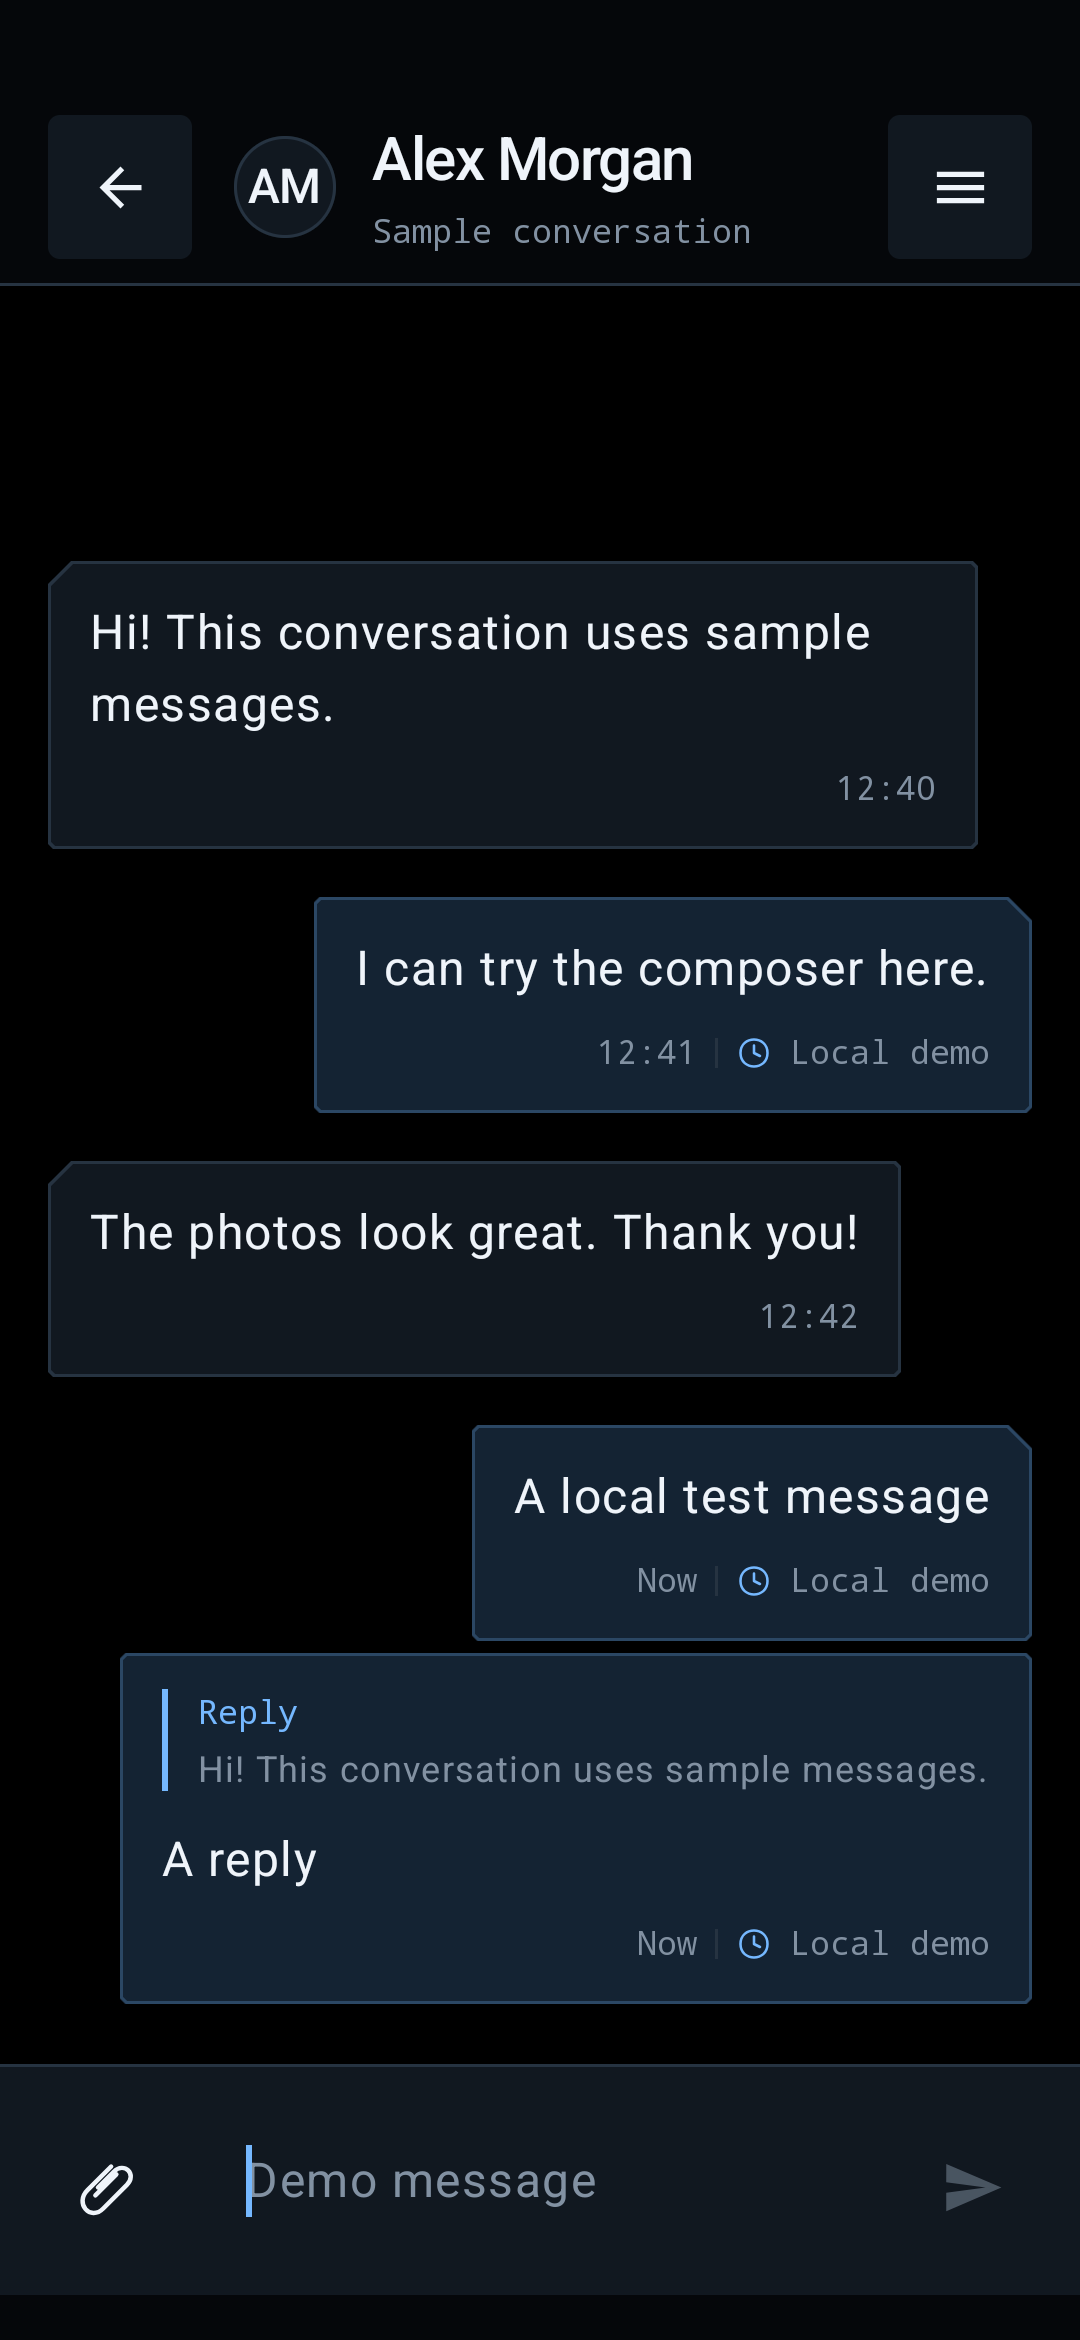 Alex Morgan
AM
Sample conversation
Hi! This conversation uses sample
messages.
12:40
I can try the composer here.
12:41 Local demo
The photos look great. Thank you!
12:42
A local test message
Now Local demo
Reply
Hi! This conversation uses sample messages.
A reply
Now Local demo
Demo message